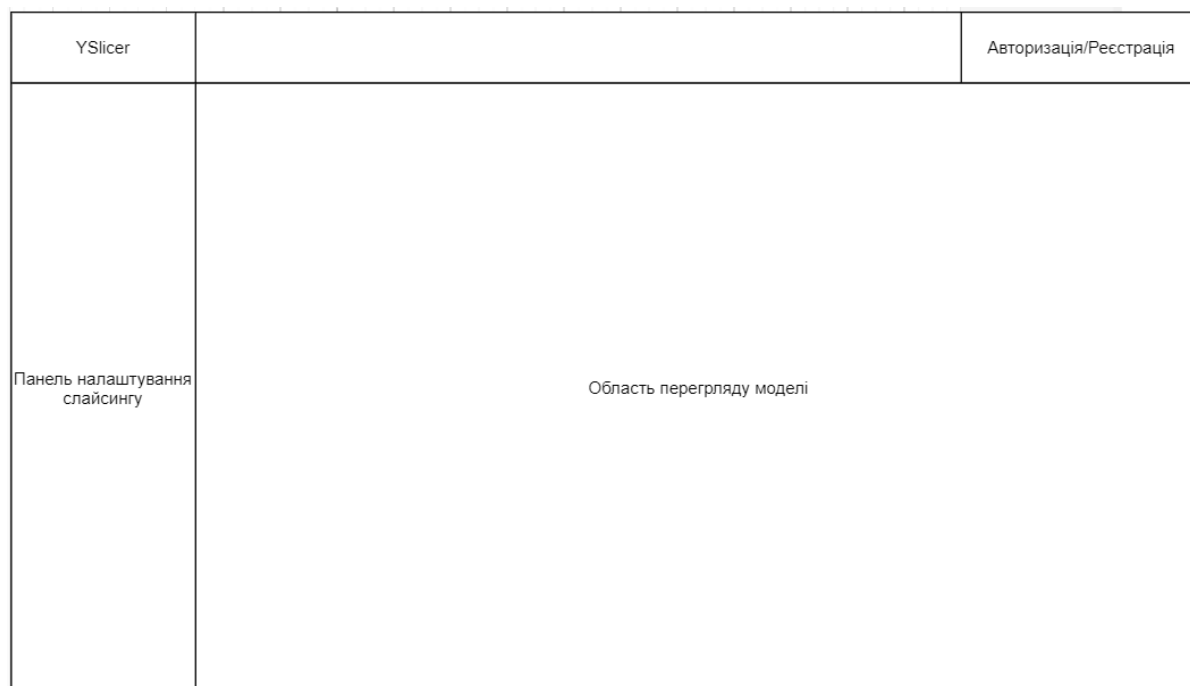 YSlicer
Авторизація/Реєстрація
Панель налаштування
слайсингу
Область перегрляду моделі